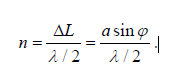 n = ΔL / λ/2 = a sin φ / λ/2 .